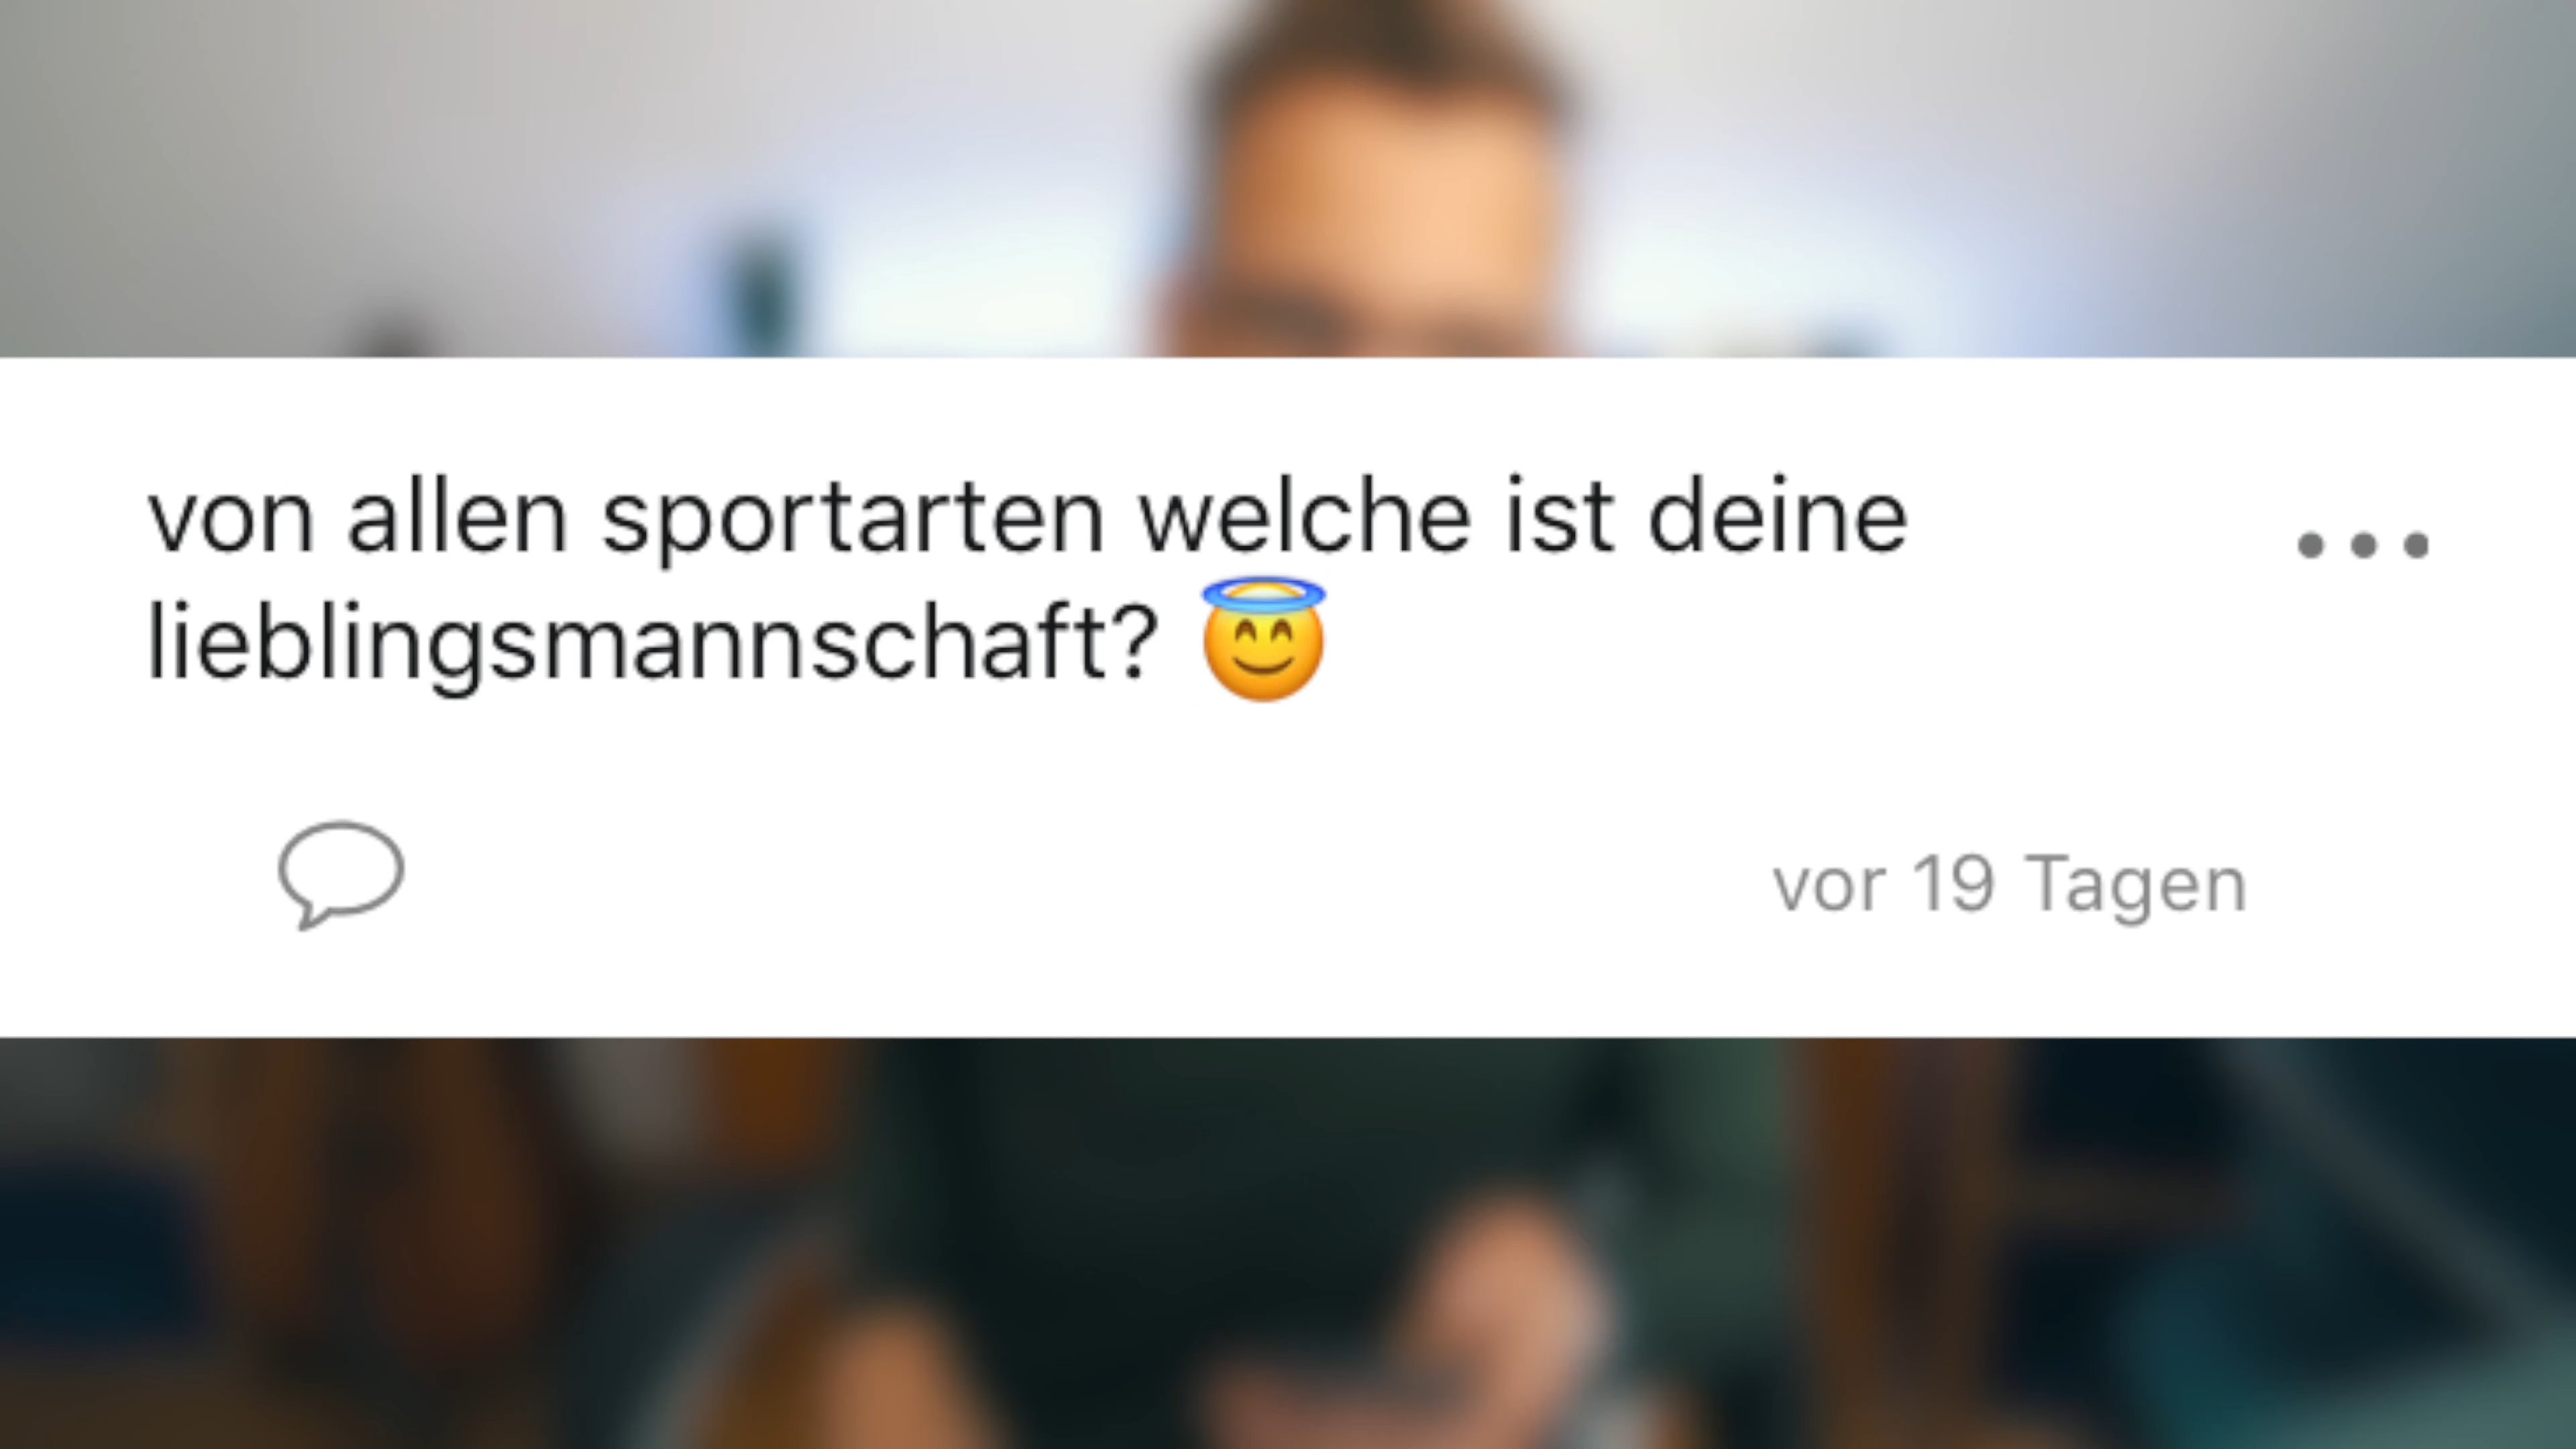 von allen sportarten welche ist deine
lieblingsmannschaft? 😇
vor 19 Tagen